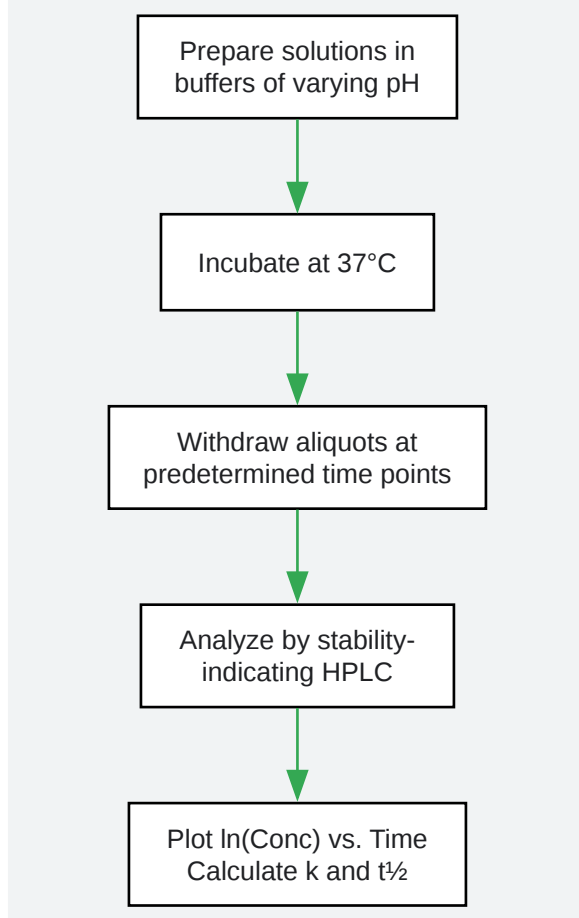 Prepare solutions in
buffers of varying pH
Incubate at 37°C
Withdraw aliquots at
predetermined time points
Analyze by stability-
indicating HPLC
Plot ln(Conc) vs. Time
Calculate k and t½